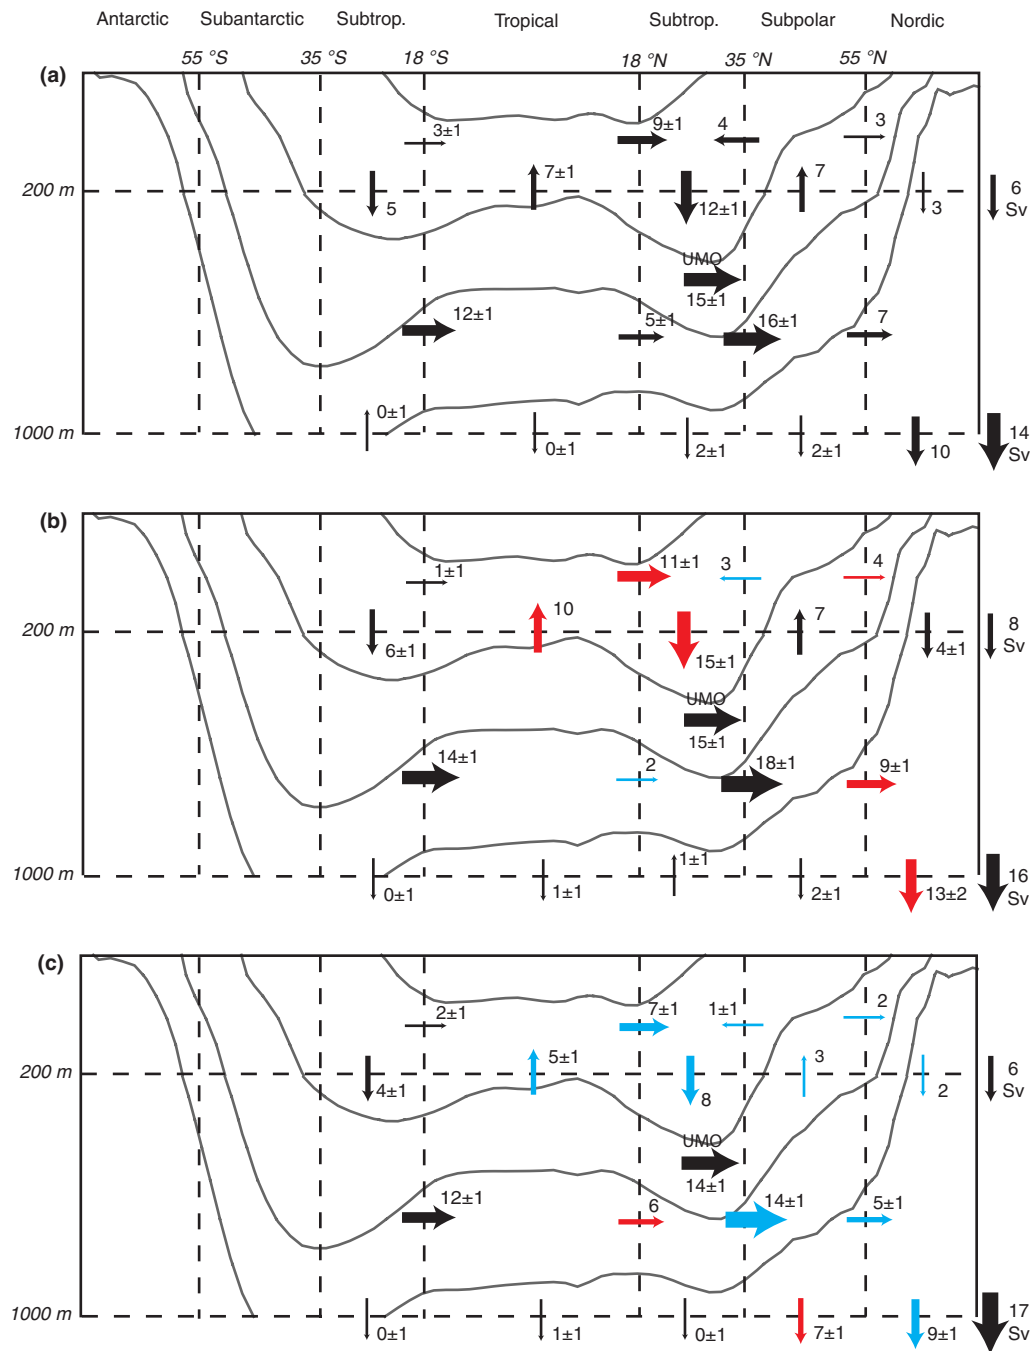 Antarctic Subantarctic Subtrop. Tropical Subtrop. Subpolar Nordic
55 °S 35 °S 18 °S 18 °N 35 °N 55 °N
(a)
3±1 9±1 4 3
200 m 5 7±1 12±1 7 3 6 Sv
UMO
15±1
12±1 5±1 16±1 7
0±1
1000 m 0±1 2±1 2±1 10 14 Sv
(b)
1±1 11±1 3 4
200 m 6±1 10 15±1 7 4±1 8 Sv
UMO
15±1
14±1 2 18±1 9±1
1±1
1000 m 0±1 1±1 2±1 13±2 16 Sv
(c)
2±1 7±1 1±1 2
200 m 4±1 5±1 8 3 2 6 Sv
UMO
14±1
12±1 6 14±1 5±1
1000 m 0±1 1±1 0±1 7±1 9±1 17 Sv